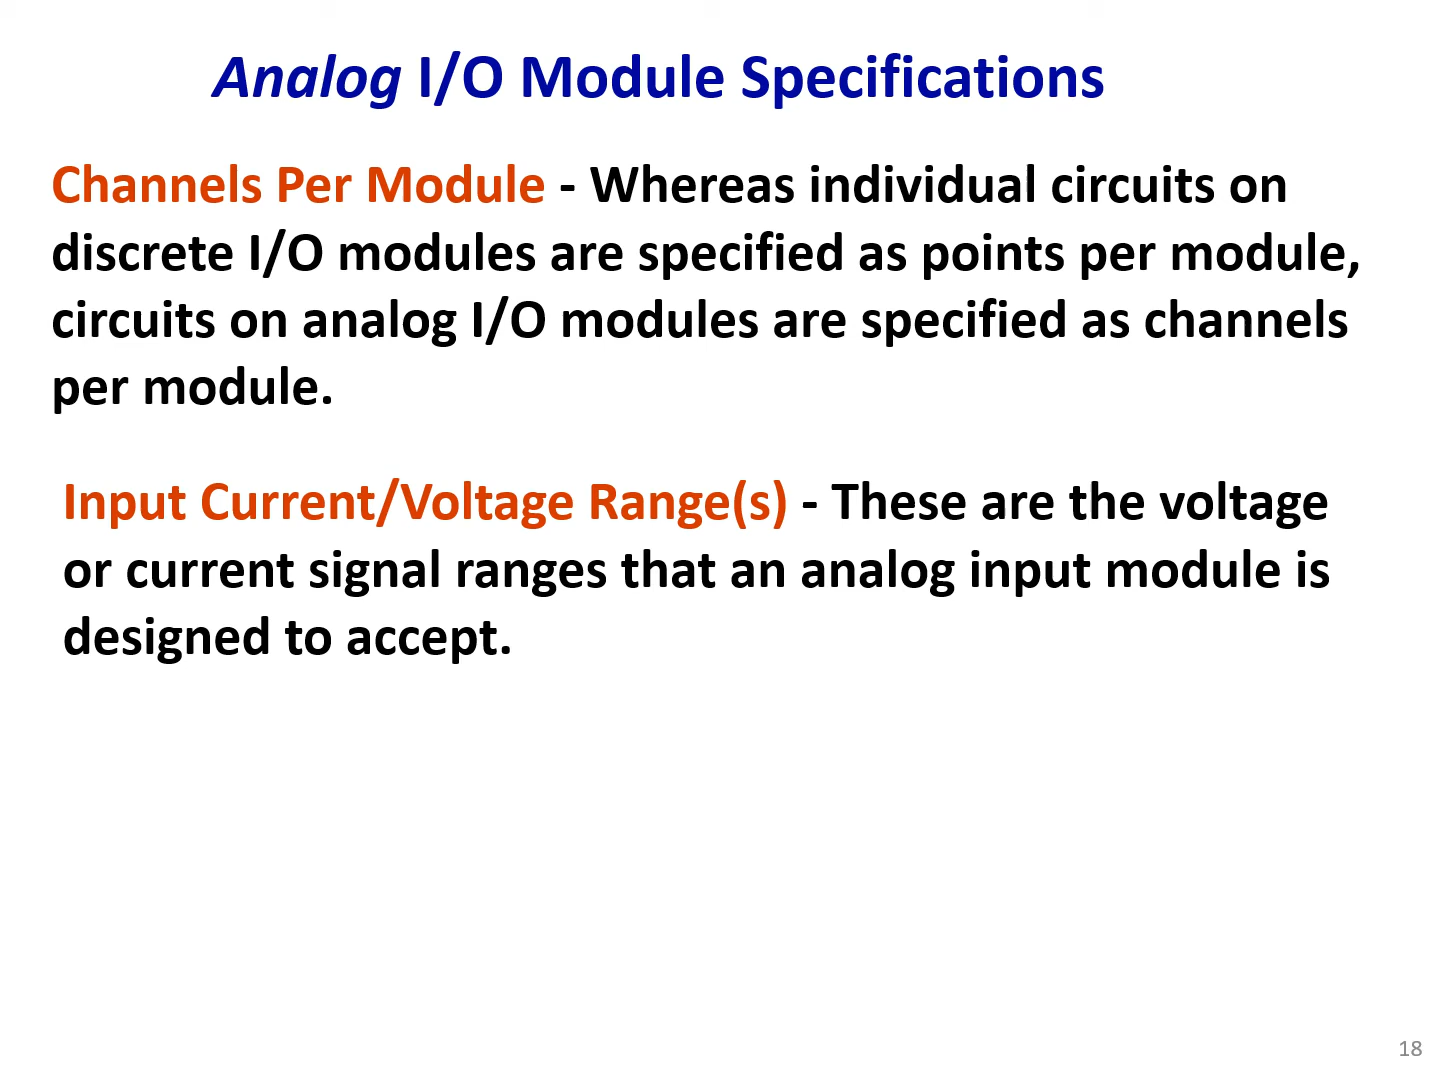 Analog I/O Module Specifications
Channels Per Module - Whereas individual circuits on
discrete I/O modules are specified as points per module,
circuits on analog I/O modules are specified as channels
per module.
Input Current/Voltage Range(s) - These are the voltage
or current signal ranges that an analog input module is
designed to accept.
18